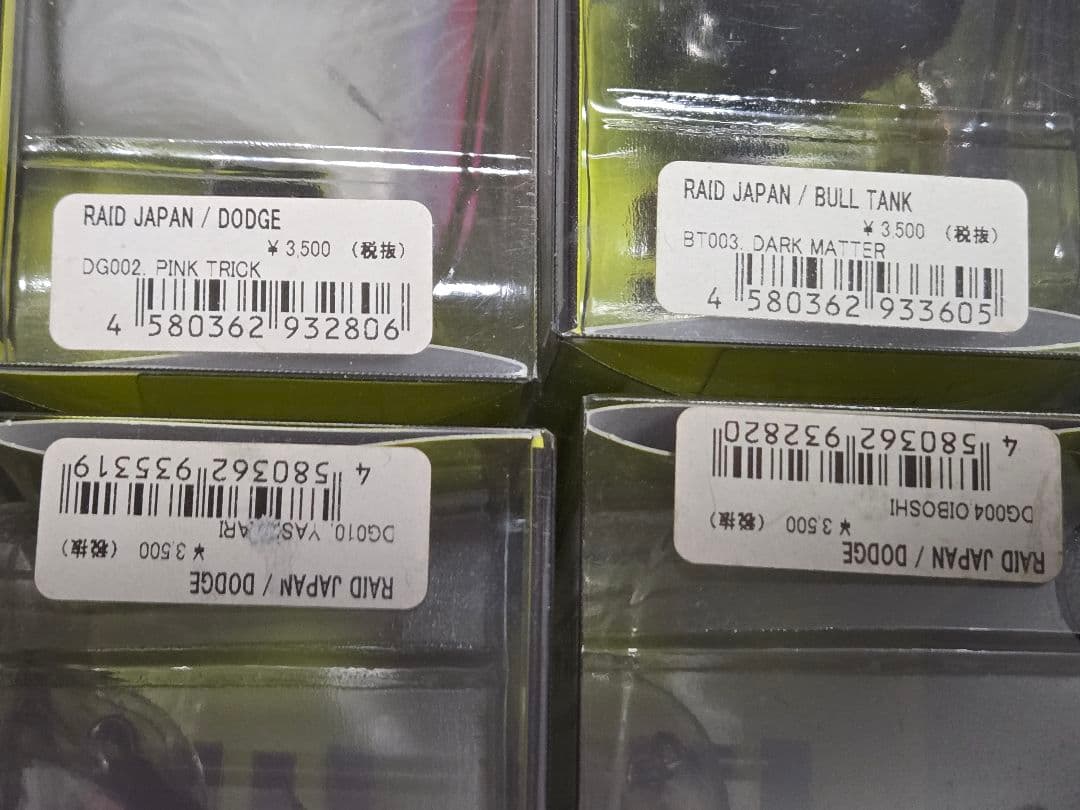 RAID JAPAN / DODGE
¥ 3,500 (税抜)
DG002. PINK TRICK
4 580362 932806
RAID JAPAN / BULL TANK
¥ 3,500 (税抜)
BT003. DARK MATTER
4 580362 933605
RAID JAPAN / DODGE
¥ 3,500 (税抜)
DG010.
4 580362 935319
RAID JAPAN / DODGE
¥ 3,500 (税抜)
DG004.OIBOSHI
4 580362 932820